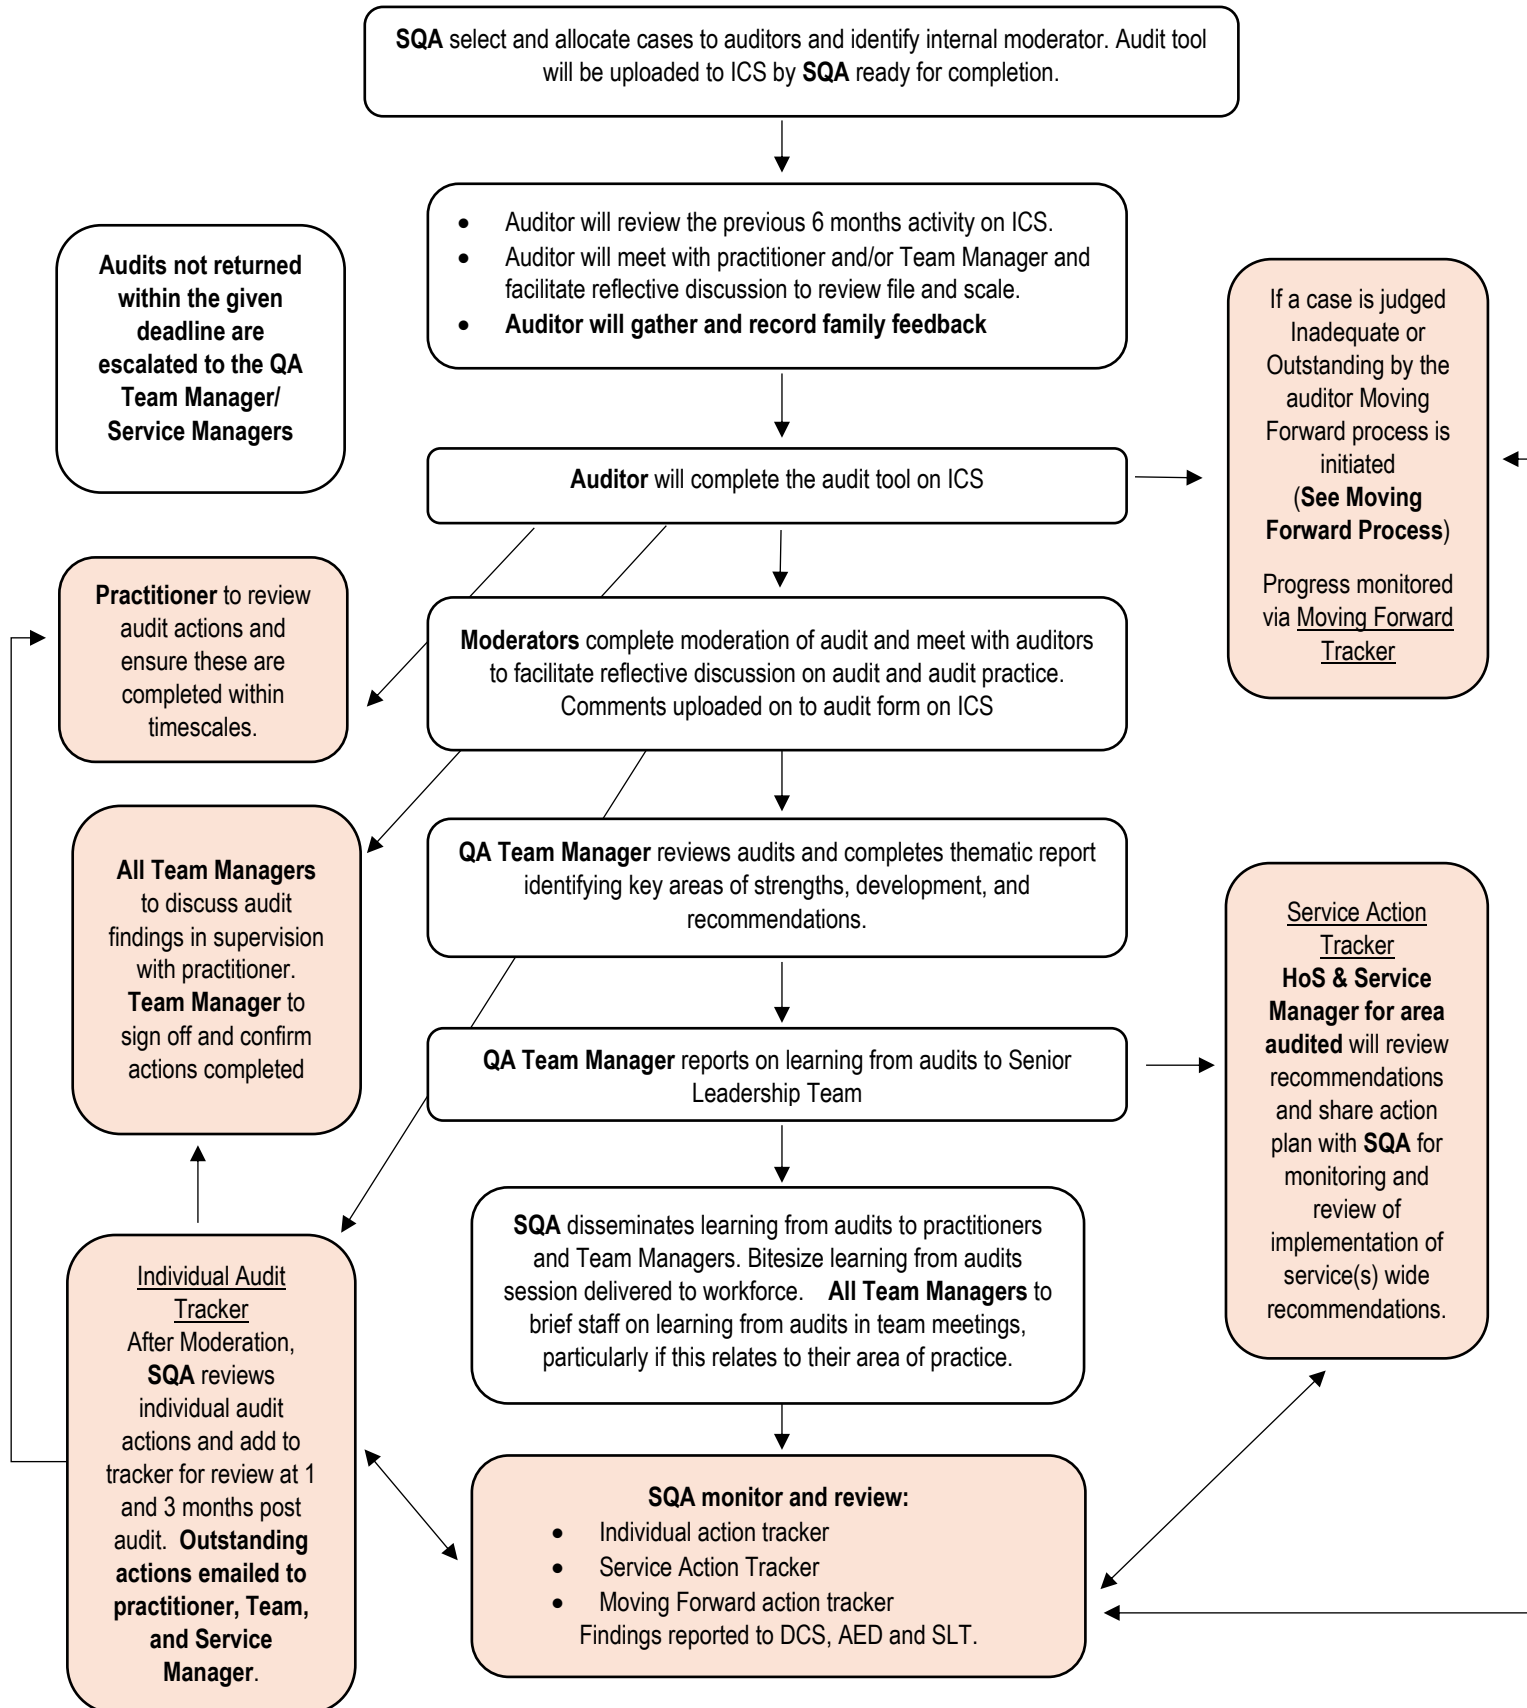 SQA select and allocate cases to auditors and identify internal moderator. Audit tool
will be uploaded to ICS by SQA ready for completion.
• Auditor will review the previous 6 months activity on ICS.
• Auditor will meet with practitioner and/or Team Manager and
facilitate reflective discussion to review file and scale.
• Auditor will gather and record family feedback
Audits not returned
within the given
deadline are
escalated to the QA
Team Manager/
Service Managers
If a case is judged
Inadequate or
Outstanding by the
auditor Moving
Forward process is
initiated
(See Moving
Forward Process)
Progress monitored
via Moving Forward
Tracker
Auditor will complete the audit tool on ICS
Practitioner to review
audit actions and
ensure these are
completed within
timescales.
Moderators complete moderation of audit and meet with auditors
to facilitate reflective discussion on audit and audit practice.
Comments uploaded on to audit form on ICS
All Team Managers
to discuss audit
findings in supervision
with practitioner.
Team Manager to
sign off and confirm
actions completed
QA Team Manager reviews audits and completes thematic report
identifying key areas of strengths, development, and
recommendations.
Service Action
Tracker
HoS & Service
Manager for area
audited will review
recommendations
and share action
plan with SQA for
monitoring and
review of
implementation of
service(s) wide
recommendations.
QA Team Manager reports on learning from audits to Senior
Leadership Team
SQA disseminates learning from audits to practitioners
and Team Managers. Bitesize learning from audits
session delivered to workforce. All Team Managers to
brief staff on learning from audits in team meetings,
particularly if this relates to their area of practice.
Individual Audit
Tracker
After Moderation,
SQA reviews
individual audit
actions and add to
tracker for review at 1
and 3 months post
audit. Outstanding
actions emailed to
practitioner, Team,
and Service
Manager.
SQA monitor and review:
• Individual action tracker
• Service Action Tracker
• Moving Forward action tracker
Findings reported to DCS, AED and SLT.